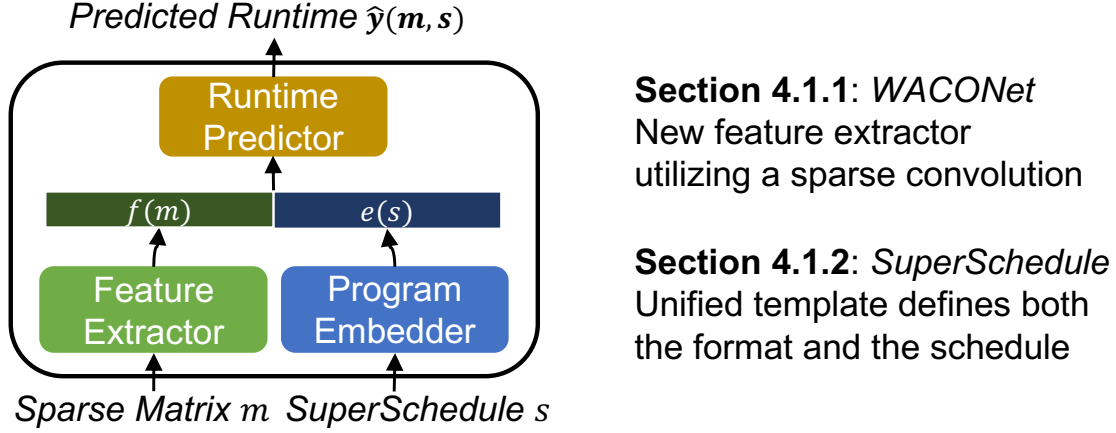 Predicted Runtime ŷ(m, s)
Runtime
Predictor
f(m)
e(s)
Feature
Extractor
Program
Embedder
Sparse Matrix m
SuperSchedule s
Section 4.1.1: WACONet
New feature extractor
utilizing a sparse convolution
Section 4.1.2: SuperSchedule
Unified template defines both
the format and the schedule